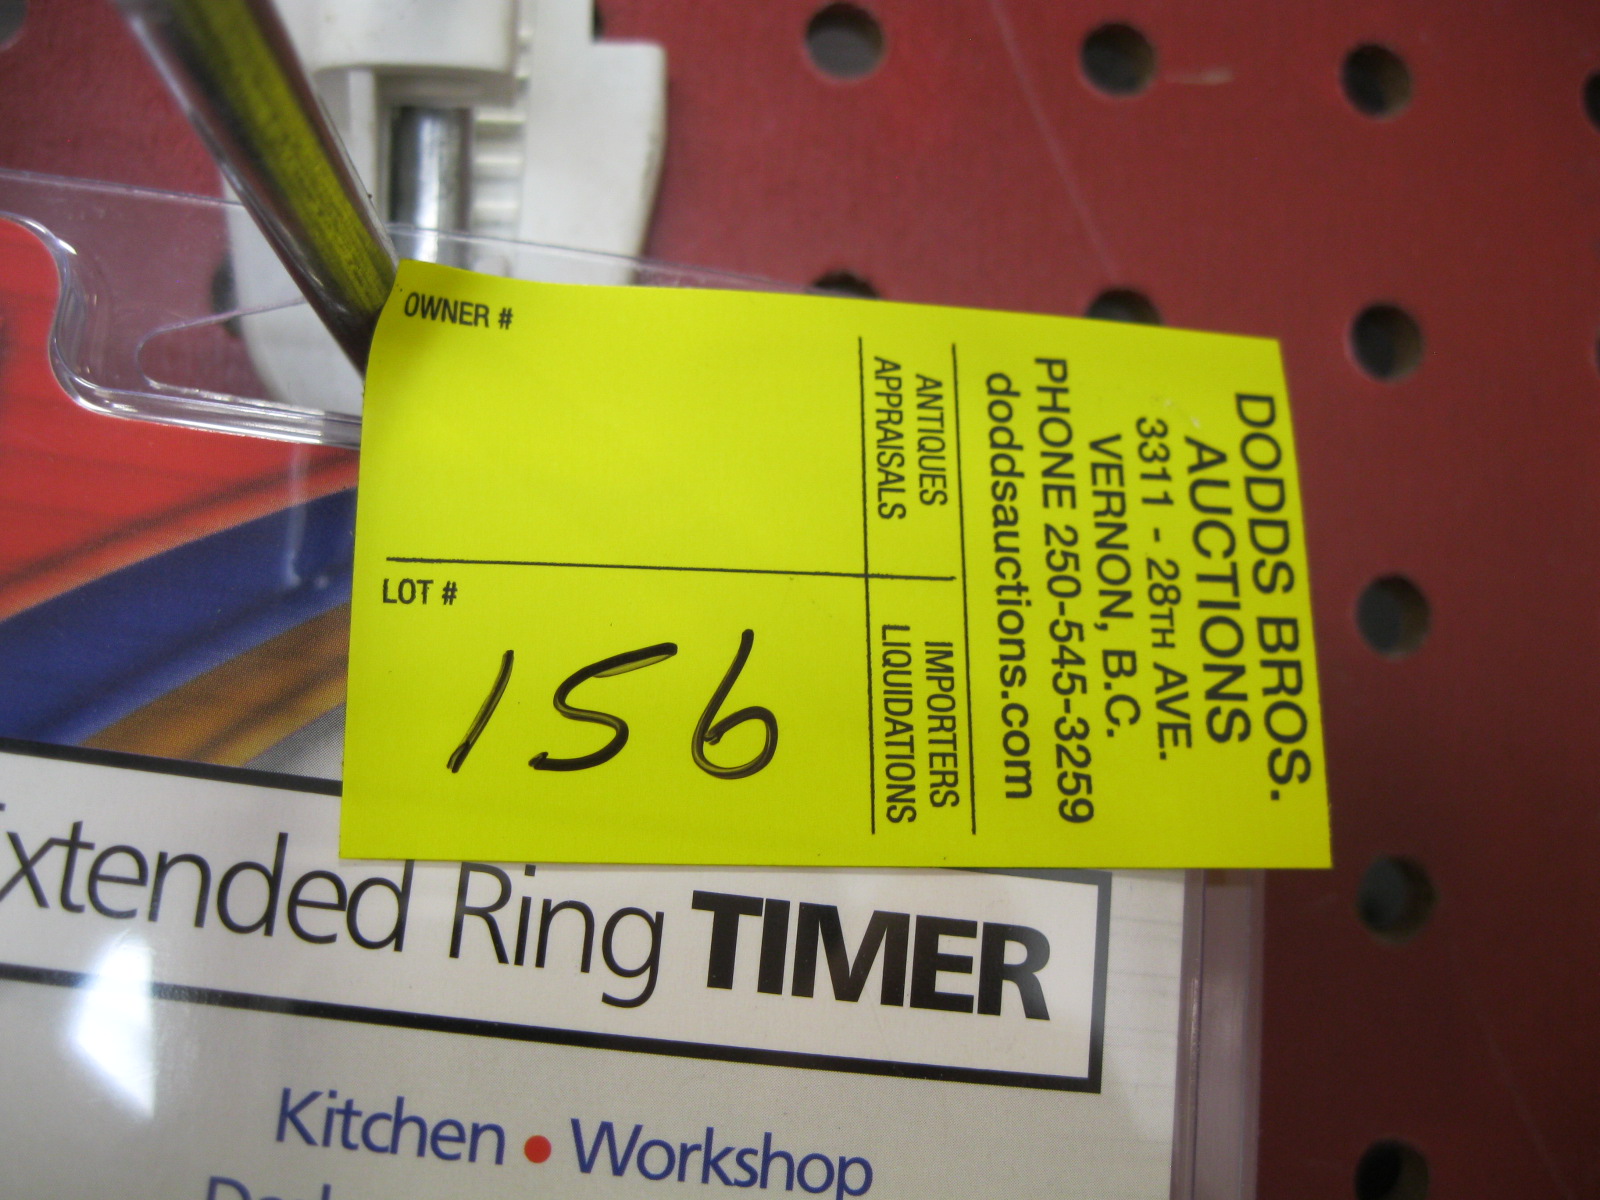 OWNER #
LOT #
156
ANTIQUES
APPRAISALS
IMPORTERS
LIQUIDATIONS
DODDS BROS.
AUCTIONS
3311 - 28TH AVE.
VERNON, B.C.
PHONE 250-545-3259
doddsauctions.com
Extended Ring TIMER
Kitchen • Workshop